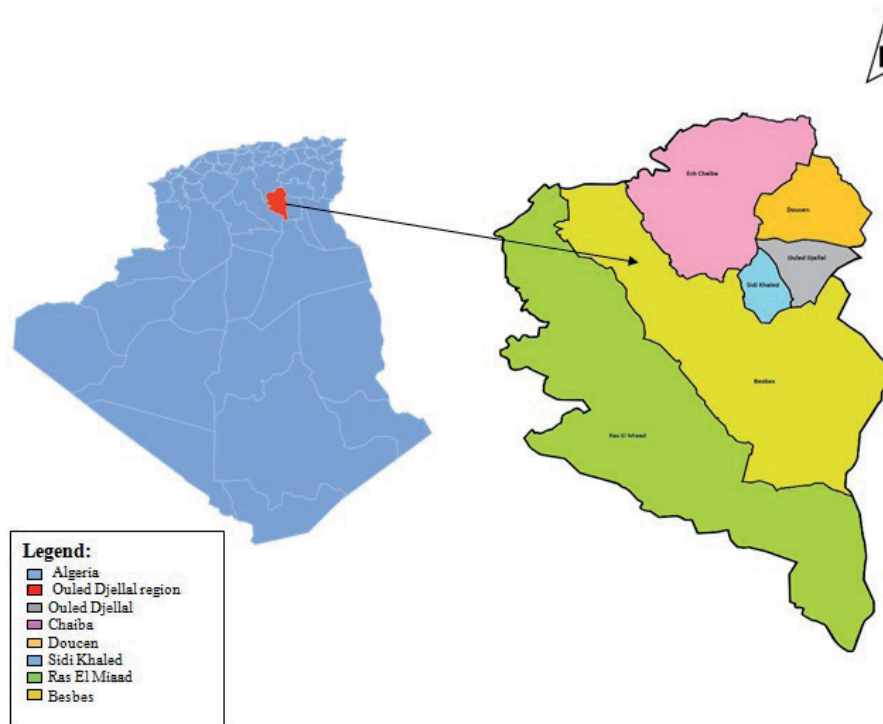 Ech Chaiba
Doucen
Ouled Djellal
Sidi Khaled
Besbes
Ras El Miaad
Legend:
Algeria
Ouled Djellal region
Ouled Djellal
Chaiba
Doucen
Sidi Khaled
Ras El Miaad
Besbes